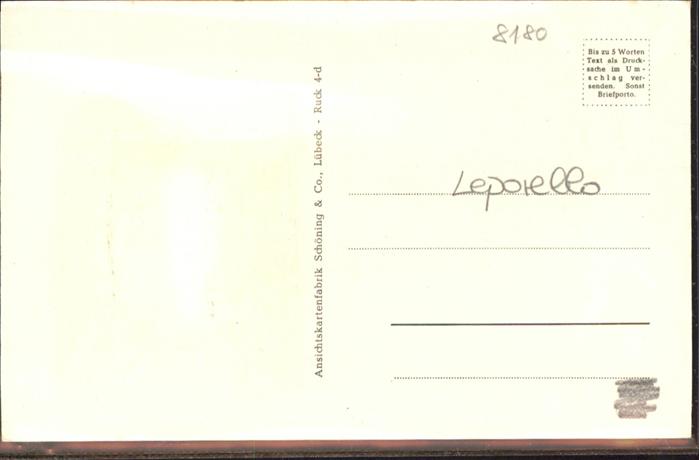 8180
Bis zu 5 Worten
Text als Druck-
sache im Um-
schlag ver-
senden. Sonst
Briefporto.
Ansichtskartenfabrik Schöning & Co., Lübeck - Ruck 4-d
Leporello